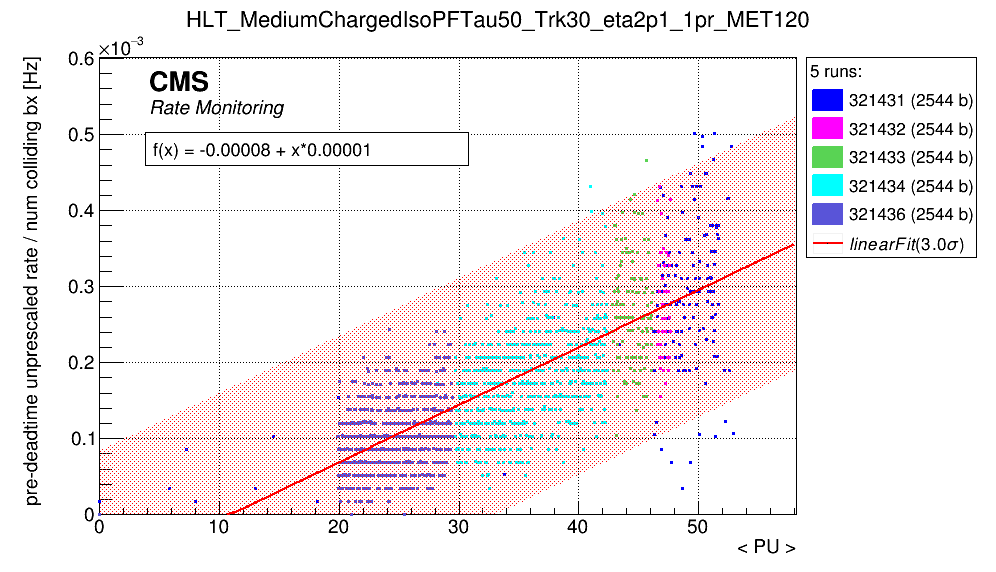 HLT_MediumChargedIsoPFTau50_Trk30_eta2p1_1pr_MET120
×10⁻³
pre-deadtime unprescaled rate / num colliding bx [Hz]
0.6
0.5
0.4
0.3
0.2
0.1
0
CMS
Rate Monitoring
f(x) = -0.00008 + x*0.00001
5 runs:
321431 (2544 b)
321432 (2544 b)
321433 (2544 b)
321434 (2544 b)
321436 (2544 b)
linearFit(3.0σ)
0 10 20 30 40 50
< PU >